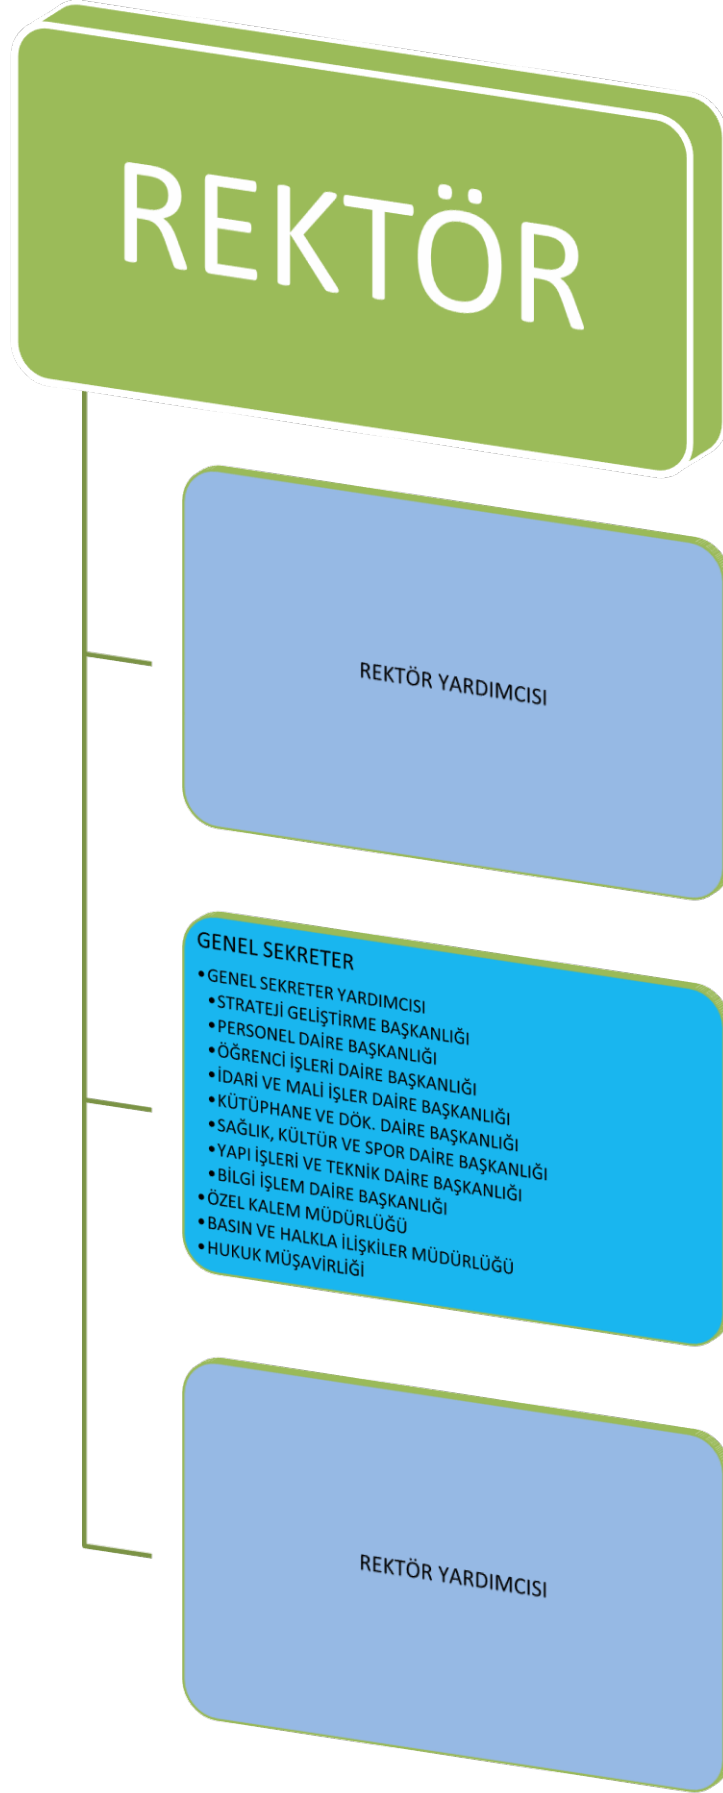 REKTÖR
REKTÖR YARDIMCISI
GENEL SEKRETER
•GENEL SEKRETER YARDIMCISI
•STRATEJİ GELİŞTİRME BAŞKANLIĞI
•PERSONEL DAİRE BAŞKANLIĞI
•ÖĞRENCİ İŞLERİ DAİRE BAŞKANLIĞI
•İDARİ VE MALİ İŞLER DAİRE BAŞKANLIĞI
•KÜTÜPHANE VE DÖK. DAİRE BAŞKANLIĞI
•SAĞLIK, KÜLTÜR VE SPOR DAİRE BAŞKANLIĞI
•YAPI İŞLERİ VE TEKNİK DAİRE BAŞKANLIĞI
•BİLGİ İŞLEM DAİRE BAŞKANLIĞI
•ÖZEL KALEM MÜDÜRLÜĞÜ
•BASIN VE HALKLA İLİŞKİLER MÜDÜRLÜĞÜ
•HUKUK MÜŞAVİRLİĞİ
REKTÖR YARDIMCISI